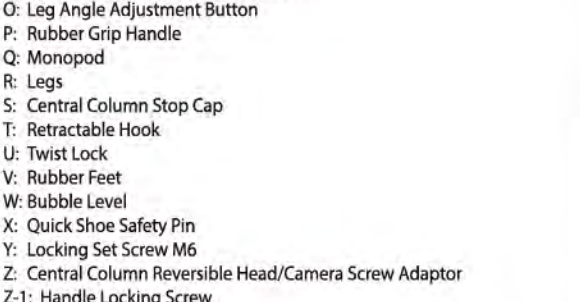 O: Leg Angle Adjustment Button
P: Rubber Grip Handle
Q: Monopod
R: Legs
S: Central Column Stop Cap
T: Retractable Hook
U: Twist Lock
V: Rubber Feet
W: Bubble Level
X: Quick Shoe Safety Pin
Y: Locking Set Screw M6
Z: Central Column Reversible Head/Camera Screw Adaptor
Z-1: Handle Locking Screw